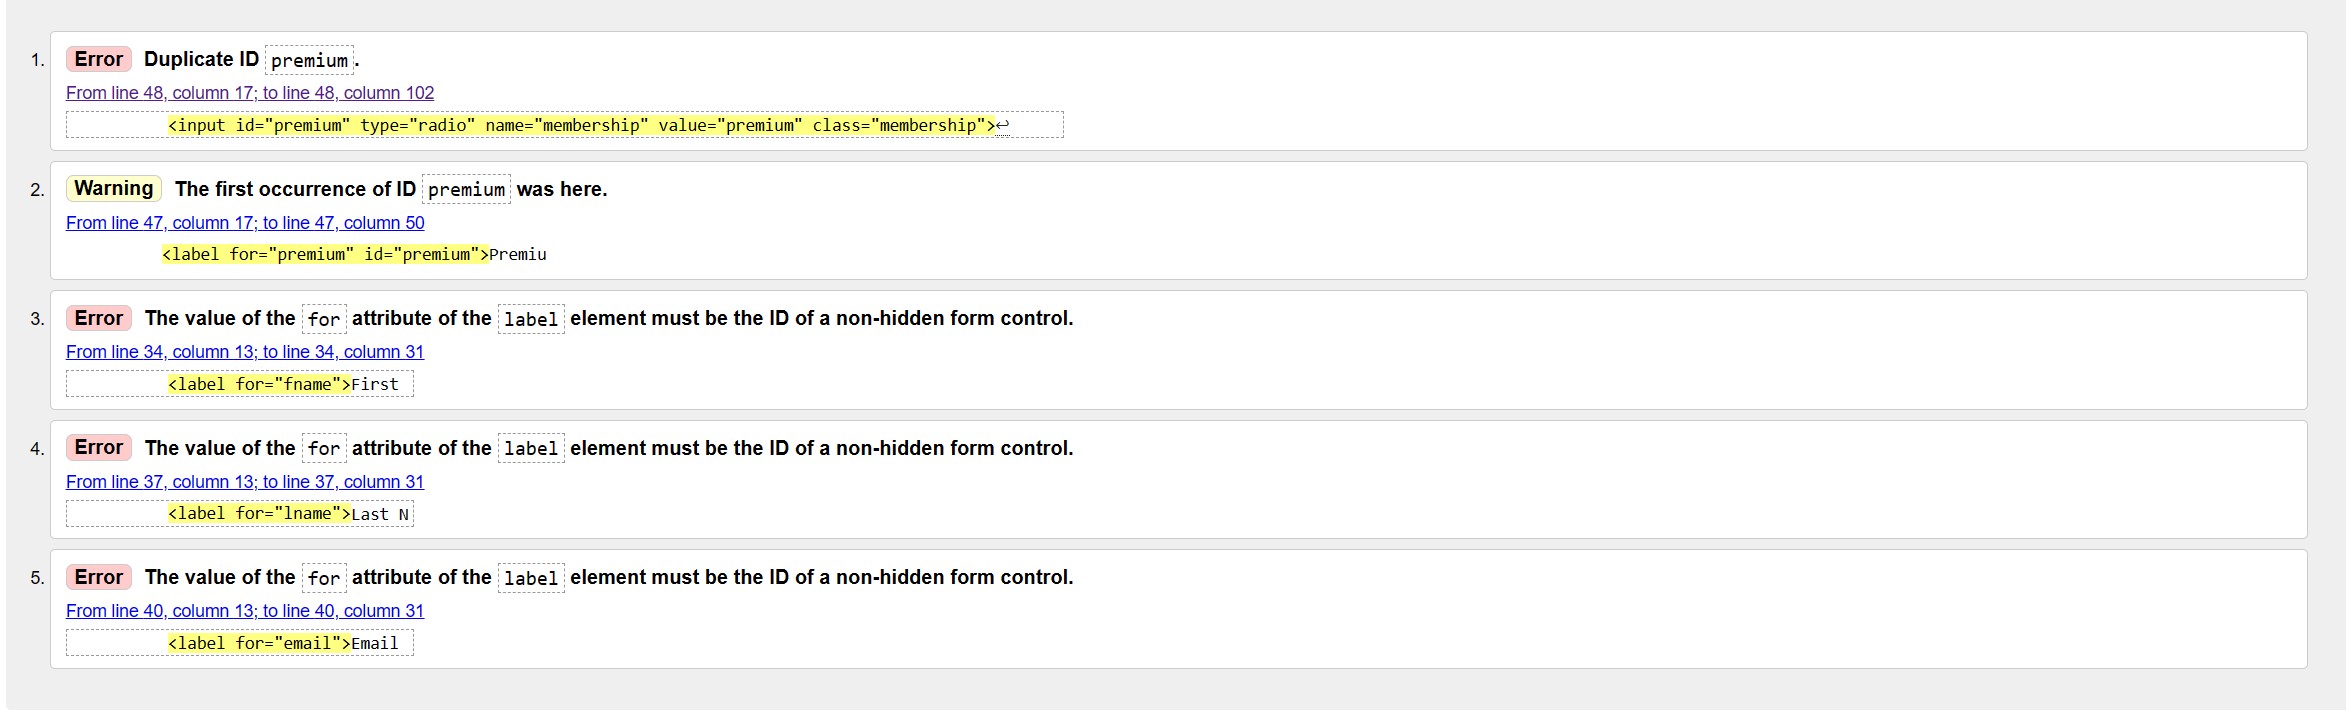 1. Error Duplicate ID premium.
From line 48, column 17; to line 48, column 102
<input id="premium" type="radio" name="membership" value="premium" class="membership">↩
2. Warning The first occurrence of ID premium was here.
From line 47, column 17; to line 47, column 50
<label for="premium" id="premium">Premiu
3. Error The value of the for attribute of the label element must be the ID of a non-hidden form control.
From line 34, column 13; to line 34, column 31
<label for="fname">First
4. Error The value of the for attribute of the label element must be the ID of a non-hidden form control.
From line 37, column 13; to line 37, column 31
<label for="lname">Last N
5. Error The value of the for attribute of the label element must be the ID of a non-hidden form control.
From line 40, column 13; to line 40, column 31
<label for="email">Email